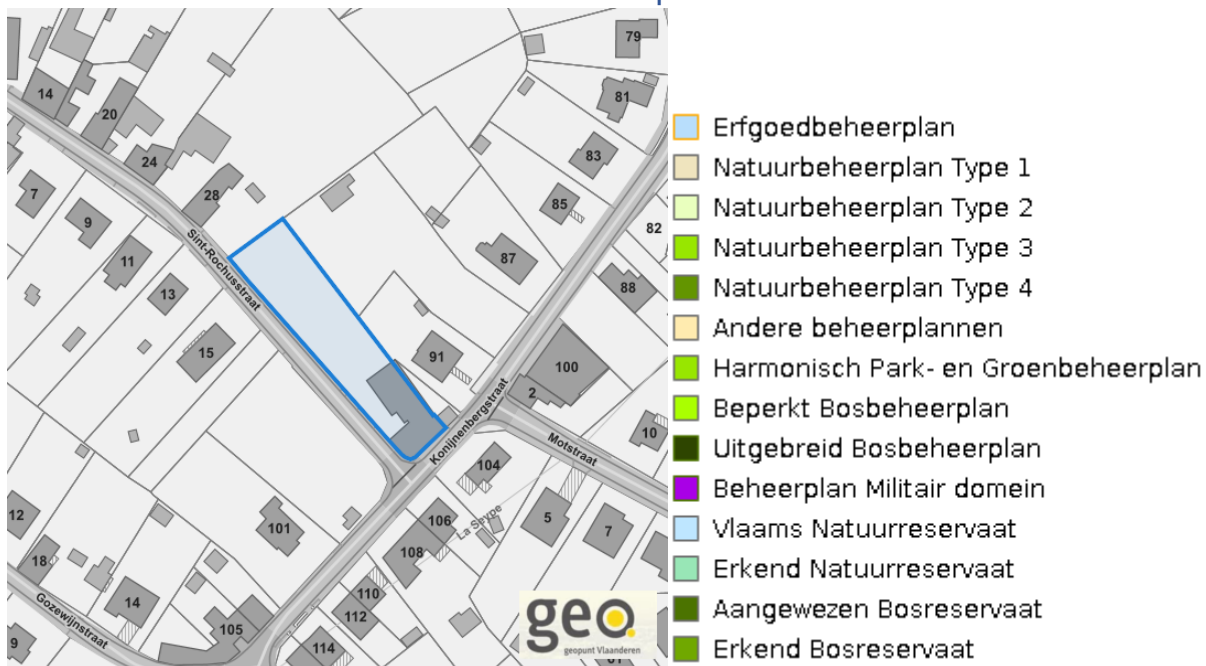 79
14
81
20
24
83
7
28
85
9
82
Sint-Rochusstraat
11
87
88
13
15
91
100
2
Konijnenbergstraat
Motstraat
10
104
12
101
106
La Seype
5
7
108
18
14
110
112
Gozewijnstraat
105
9
114
geo.
geopunt Vlaanderen
Erfgoedbeheerplan
Natuurbeheerplan Type 1
Natuurbeheerplan Type 2
Natuurbeheerplan Type 3
Natuurbeheerplan Type 4
Andere beheerplannen
Harmonisch Park- en Groenbeheerplan
Beperkt Bosbeheerplan
Uitgebreid Bosbeheerplan
Beheerplan Militair domein
Vlaams Natuurreservaat
Erkend Natuurreservaat
Aangewezen Bosreservaat
Erkend Bosreservaat